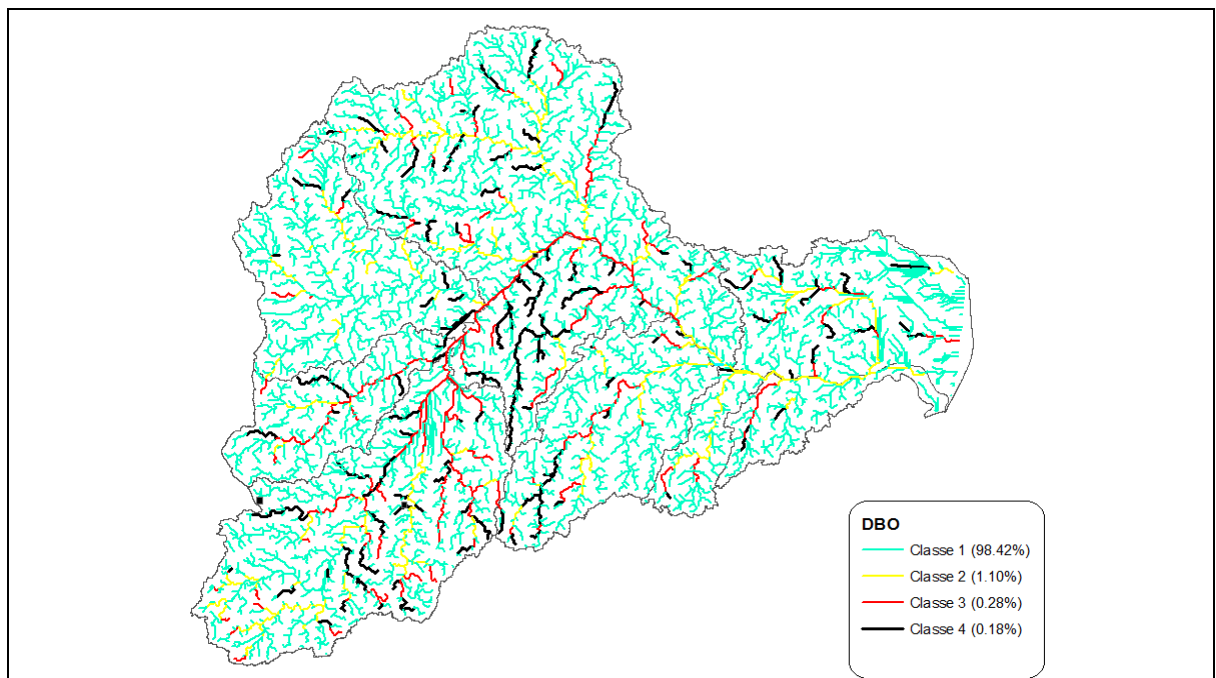 DBO
Classe 1 (98.42%)
Classe 2 (1.10%)
Classe 3 (0.28%)
Classe 4 (0.18%)